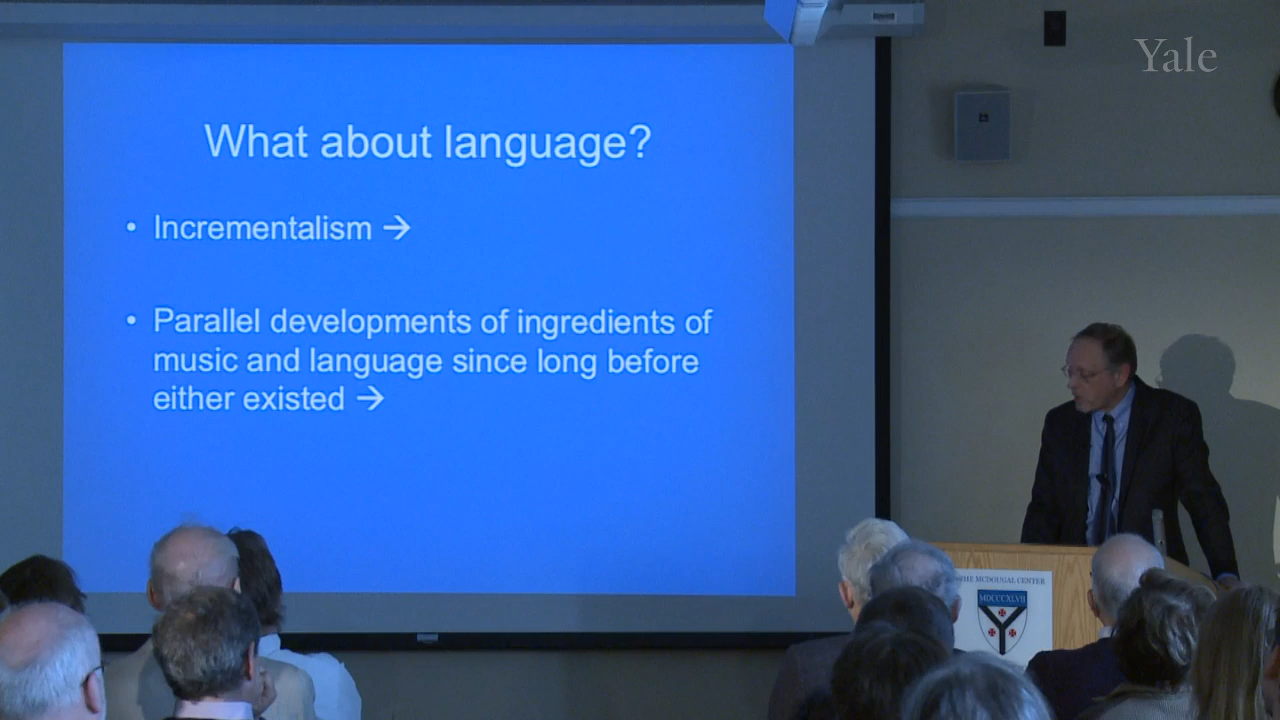 Yale
What about language?
• Incrementalism →
• Parallel developments of ingredients of
music and language since long before
either existed →
THE MCDOUGAL CENTER
MDCCCXLVII